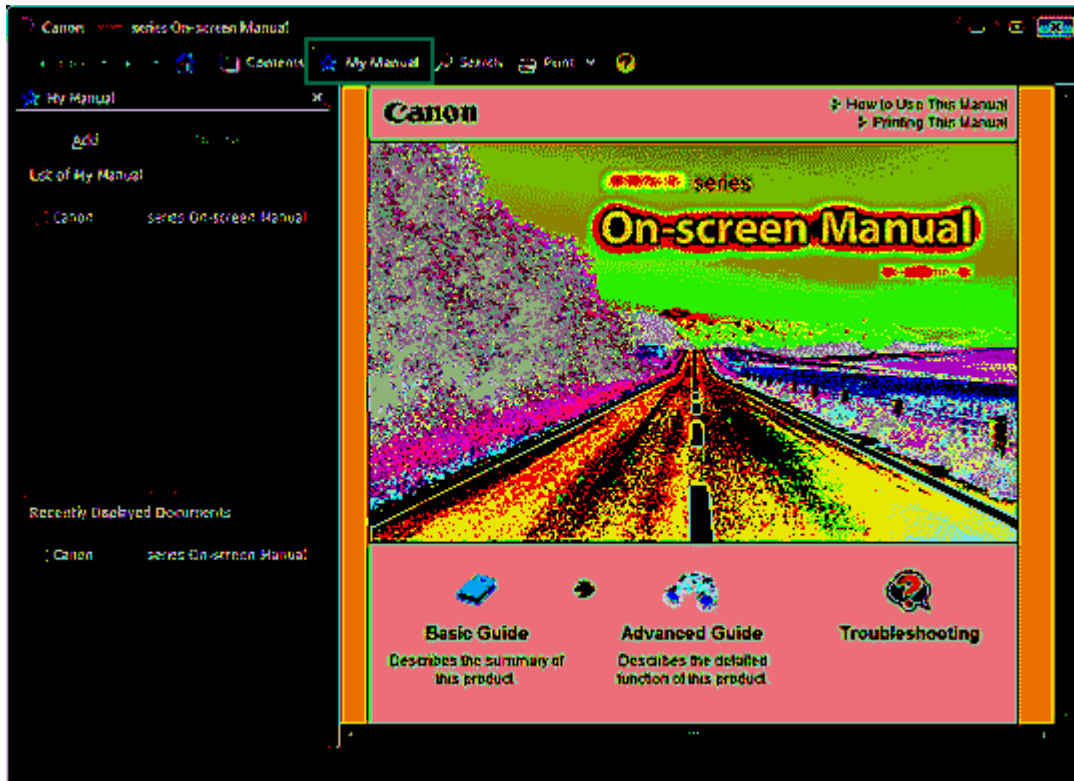 Canon series On-screen Manual
Contents My Manual Search Print
My Manual
Add
List of My Manual
Canon series On-screen Manual
Recently Displayed Documents
Canon series On-screen Manual
Canon
How to Use This Manual
Printing This Manual
series
On-screen Manual
Basic Guide
Describes the summary of
this product
Advanced Guide
Describes the detailed
function of this product
Troubleshooting